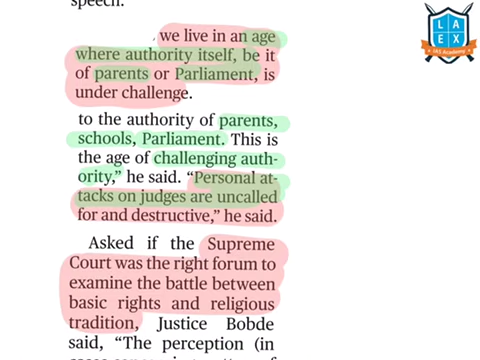 speech.
we live in an age
where authority itself, be it
of parents or Parliament, is
under challenge.
to the authority of parents,
schools, Parliament. This is
the age of challenging auth-
ority,” he said. “Personal at-
tacks on judges are uncalled
for and destructive,” he said.
Asked if the Supreme
Court was the right forum to
examine the battle between
basic rights and religious
tradition, Justice Bobde
said, “The perception (in
L A
E X
IAS Academy